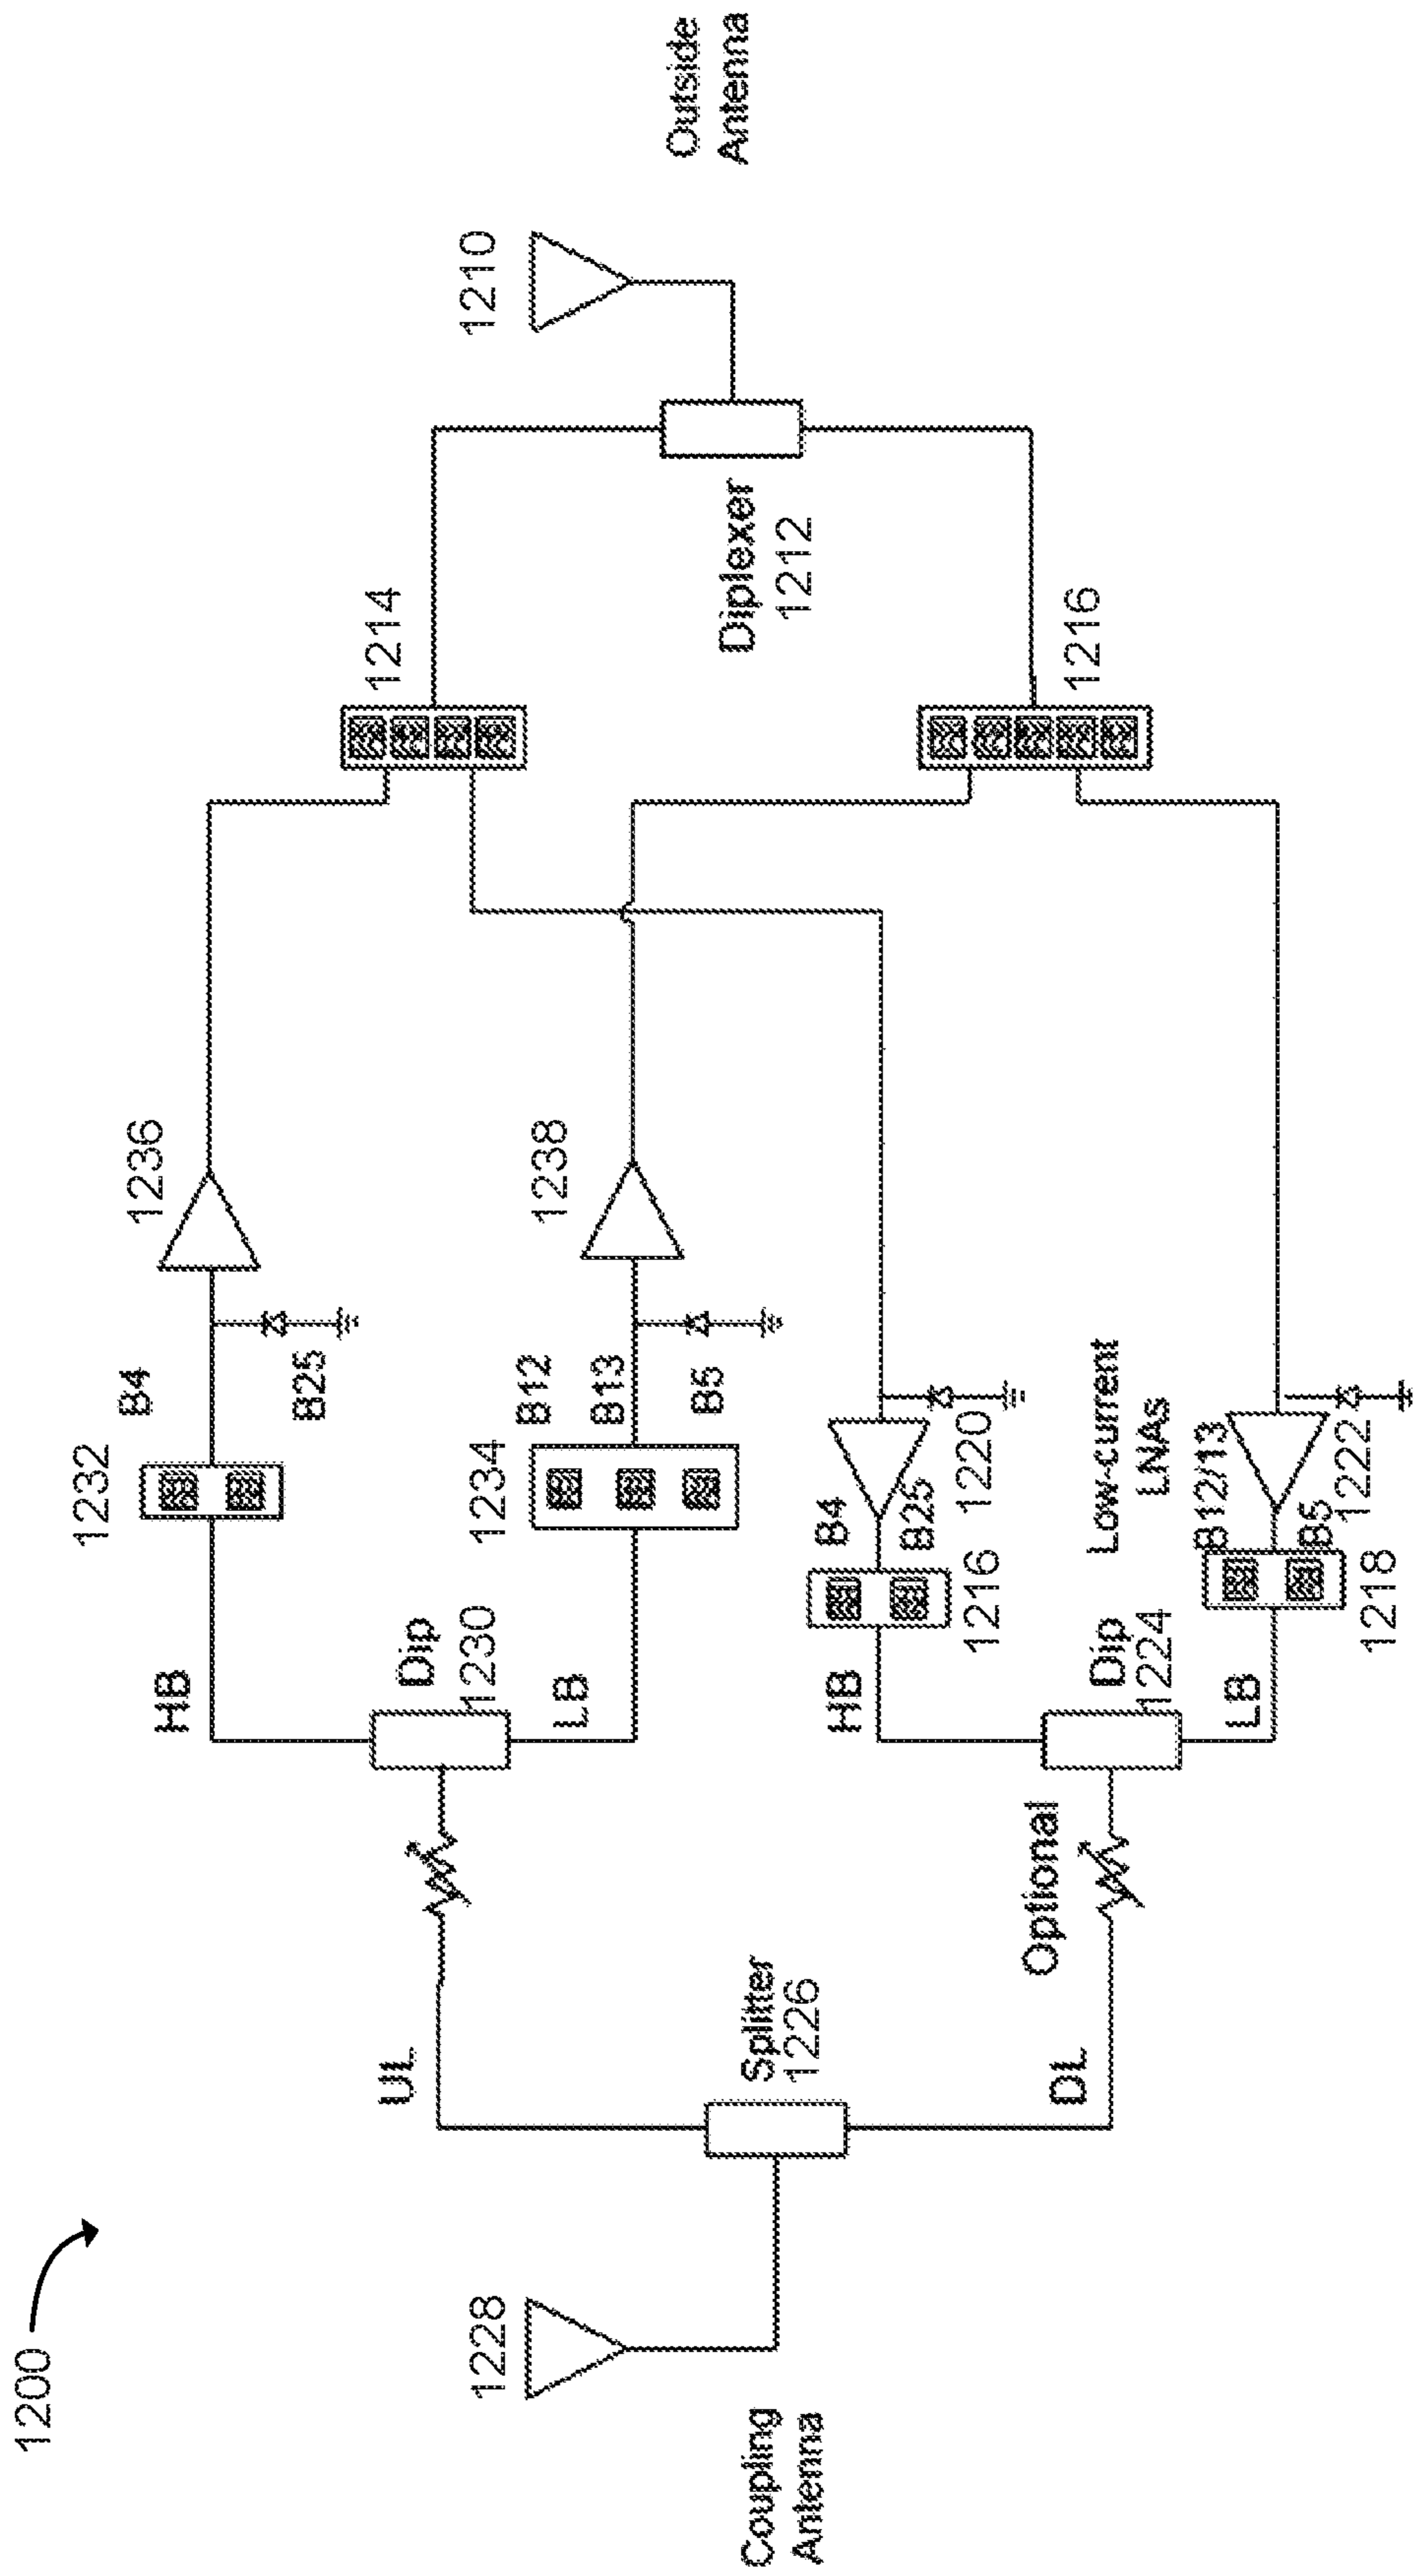 1200
Coupling
Antenna
1228
Splitter
1226
UL
DL
Optional
Dip
1230
HB
LB
1232
B4
B25
1236
1234
B12
B13
B5
1238
Dip
1224
HB
LB
1216
B4
B25
1220
Low-current
LNAs
1218
B12/13
B5
1222
1214
1216
Diplexer
1212
1210
Outside
Antenna